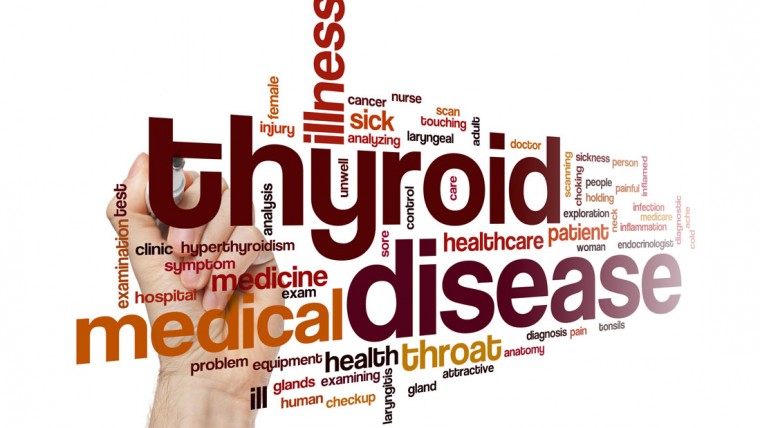 illness
female
injury
cancer
nurse
sick
scan
touching
analyzing
laryngeal
adult
thyroid
doctor
scanning
sickness
person
choking
people
painful
inflamed
holding
test
examination
analysis
unwell
control
care
sore
exploration
neck
infection
medicare
diagnostic
ache
clinic
hyperthyroidism
healthcare
patient
inflammation
cold
symptom
woman
endocrinologist
hospital
medicine
exam
disease
medical
diagnosis
pain
tonsils
problem
equipment
health
throat
anatomy
ill
glands
examining
laryngitis
gland
attractive
human
checkup